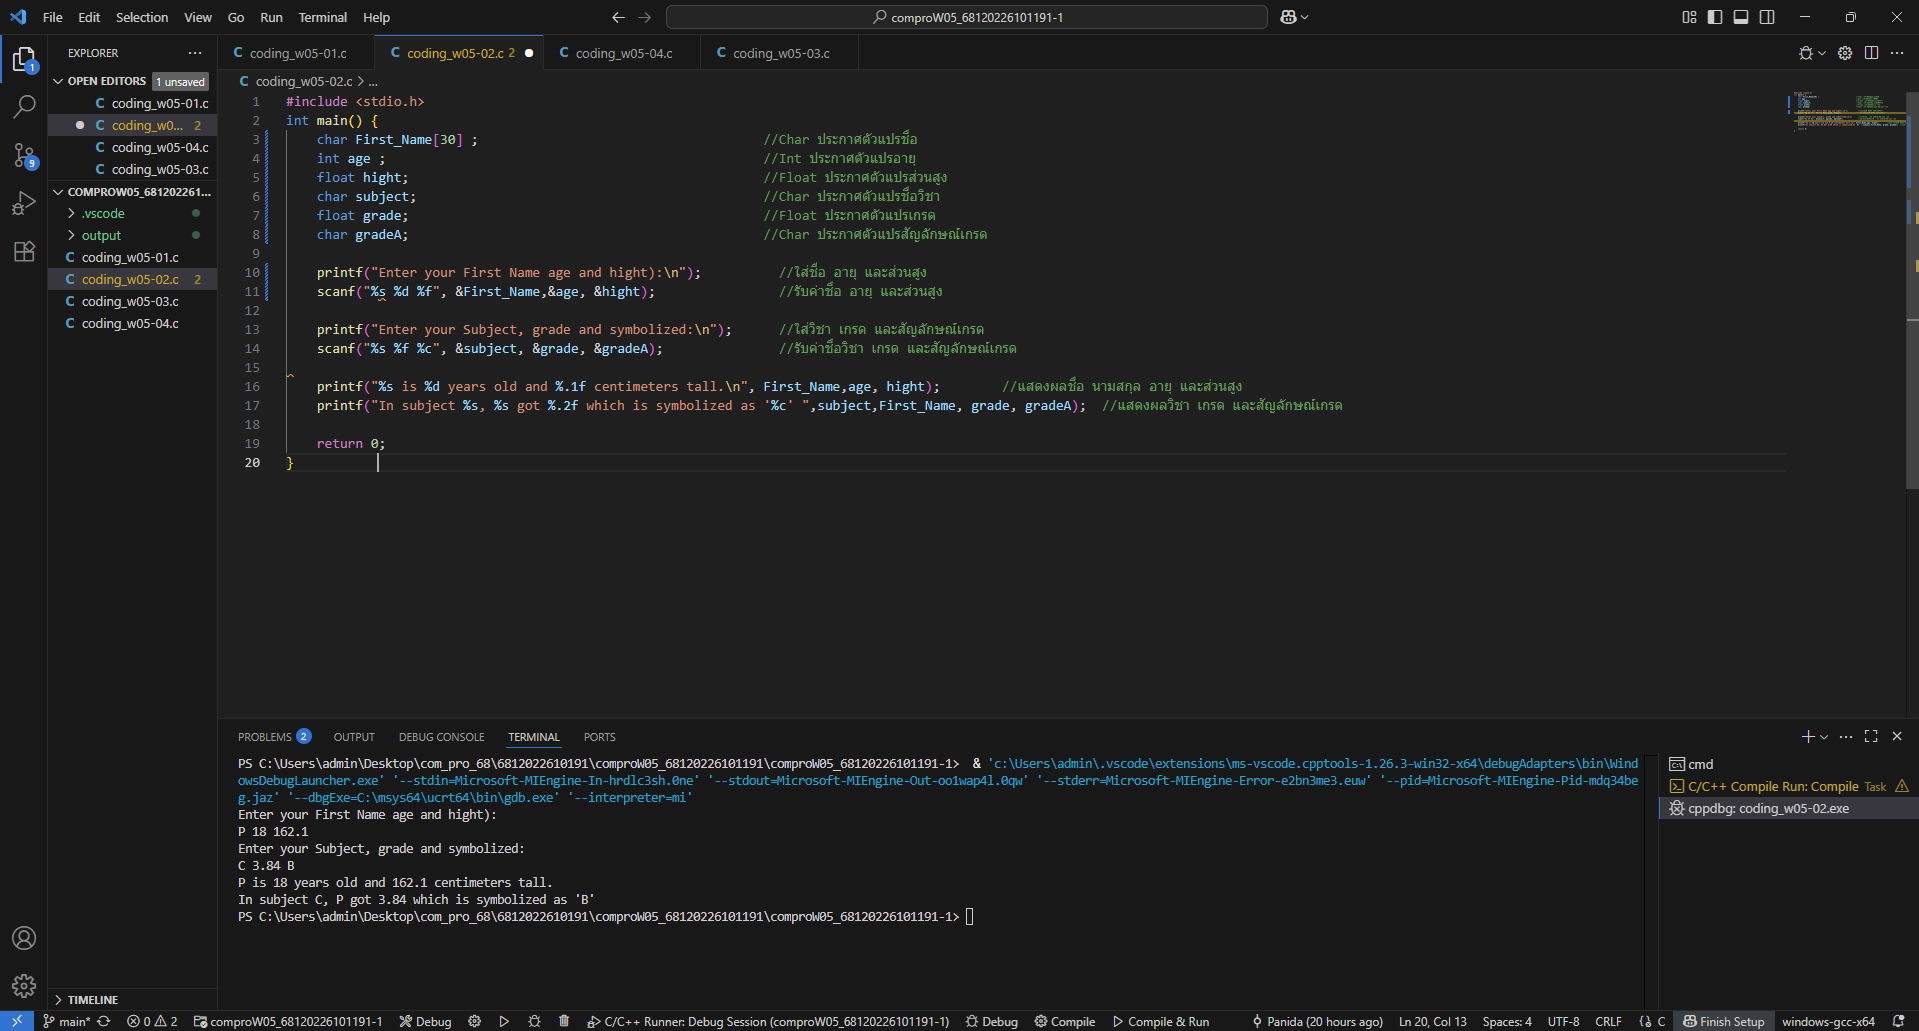 File Edit Selection View Go Run Terminal Help
comproW05_68120226101191-1
EXPLORER
OPEN EDITORS 1 unsaved
coding_w05-01.c
coding_w0... 2
coding_w05-04.c
coding_w05-03.c
COMPROW05_681202261...
.vscode
output
coding_w05-01.c
coding_w05-02.c 2
coding_w05-03.c
coding_w05-04.c
TIMELINE
1
9
coding_w05-01.c coding_w05-02.c 2 coding_w05-04.c coding_w05-03.c
coding_w05-02.c > ...
1 #include <stdio.h>
2 int main() {
3 char First_Name[30] ; //Char ประกาศตัวแปรชื่อ
4 int age ; //Int ประกาศตัวแปรอายุ
5 float hight; //Float ประกาศตัวแปรส่วนสูง
6 char subject; //Char ประกาศตัวแปรชื่อวิชา
7 float grade; //Float ประกาศตัวแปรเกรด
8 char gradeA; //Char ประกาศตัวแปรสัญลักษณ์เกรด
9
10 printf("Enter your First Name age and hight):\n"); //ใส่ชื่อ อายุ และส่วนสูง
11 scanf("%s %d %f", &First_Name,&age, &hight); //รับค่าชื่อ อายุ และส่วนสูง
12
13 printf("Enter your Subject, grade and symbolized:\n"); //ใส่วิชา เกรด และสัญลักษณ์เกรด
14 scanf("%s %f %c", &subject, &grade, &gradeA); //รับค่าชื่อวิชา เกรด และสัญลักษณ์เกรด
15
16 printf("%s is %d years old and %.1f centimeters tall.\n", First_Name,age, hight); //แสดงผลชื่อ นามสกุล อายุ และส่วนสูง
17 printf("In subject %s, %s got %.2f which is symbolized as '%c' ",subject,First_Name, grade, gradeA); //แสดงผลวิชา เกรด และสัญลักษณ์เกรด
18
19 return 0;
20 }
PROBLEMS 2 OUTPUT DEBUG CONSOLE TERMINAL PORTS
PS C:\Users\admin\Desktop\com_pro_68\6812022610191\comproW05_68120226101191\comproW05_68120226101191-1> & 'c:\Users\admin\.vscode\extensions\ms-vscode.cpptools-1.26.3-win32-x64\debugAdapters\bin\Wind
owsDebugLauncher.exe' '--stdin=Microsoft-MIEngine-In-hrdlc3sh.0ne' '--stdout=Microsoft-MIEngine-Out-oo1wap4l.0qw' '--stderr=Microsoft-MIEngine-Error-e2bn3me3.euw' '--pid=Microsoft-MIEngine-Pid-mdq34be
g.jaz' '--dbgExe=C:\msys64\ucrt64\bin\gdb.exe' '--interpreter=mi'
Enter your First Name age and hight):
P 18 162.1
Enter your Subject, grade and symbolized:
C 3.84 B
P is 18 years old and 162.1 centimeters tall.
In subject C, P got 3.84 which is symbolized as 'B'
PS C:\Users\admin\Desktop\com_pro_68\6812022610191\comproW05_68120226101191\comproW05_68120226101191-1>
cmd
C/C++ Compile Run: Compile Task
cppdbg: coding_w05-02.exe
main* 0 2 comproW05_68120226101191-1 Debug C/C++ Runner: Debug Session (comproW05_68120226101191-1) Debug Compile Compile & Run Panida (20 hours ago) Ln 20, Col 13 Spaces: 4 UTF-8 CRLF {} C Finish Setup windows-gcc-x64